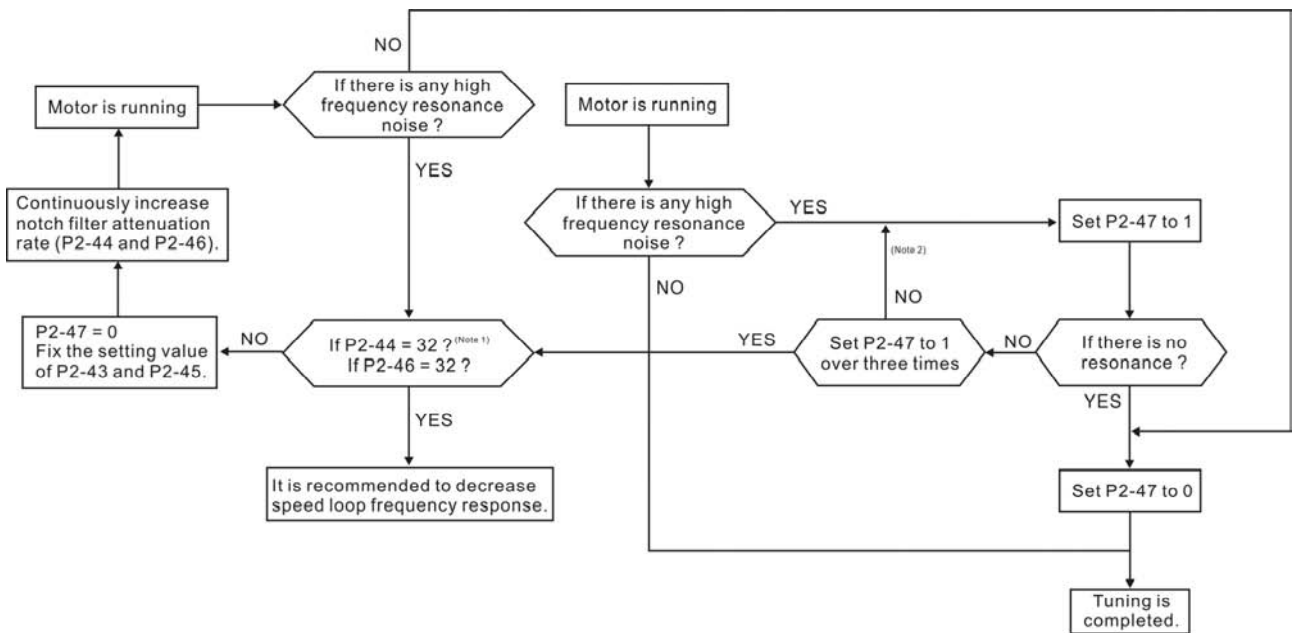 NO
If there is any high
frequency resonance
noise ?
Motor is running
YES
Continuously increase
notch filter attenuation
rate (P2-44 and P2-46).
P2-47 = 0
Fix the setting value
of P2-43 and P2-45.
NO
If P2-44 = 32 ? (Note 1)
If P2-46 = 32 ?
YES
It is recommended to decrease
speed loop frequency response.
Motor is running
If there is any high
frequency resonance
noise ?
YES
Set P2-47 to 1
(Note 2)
NO
NO
YES
Set P2-47 to 1
over three times
NO
If there is no
resonance ?
YES
Set P2-47 to 0
Tuning is
completed.